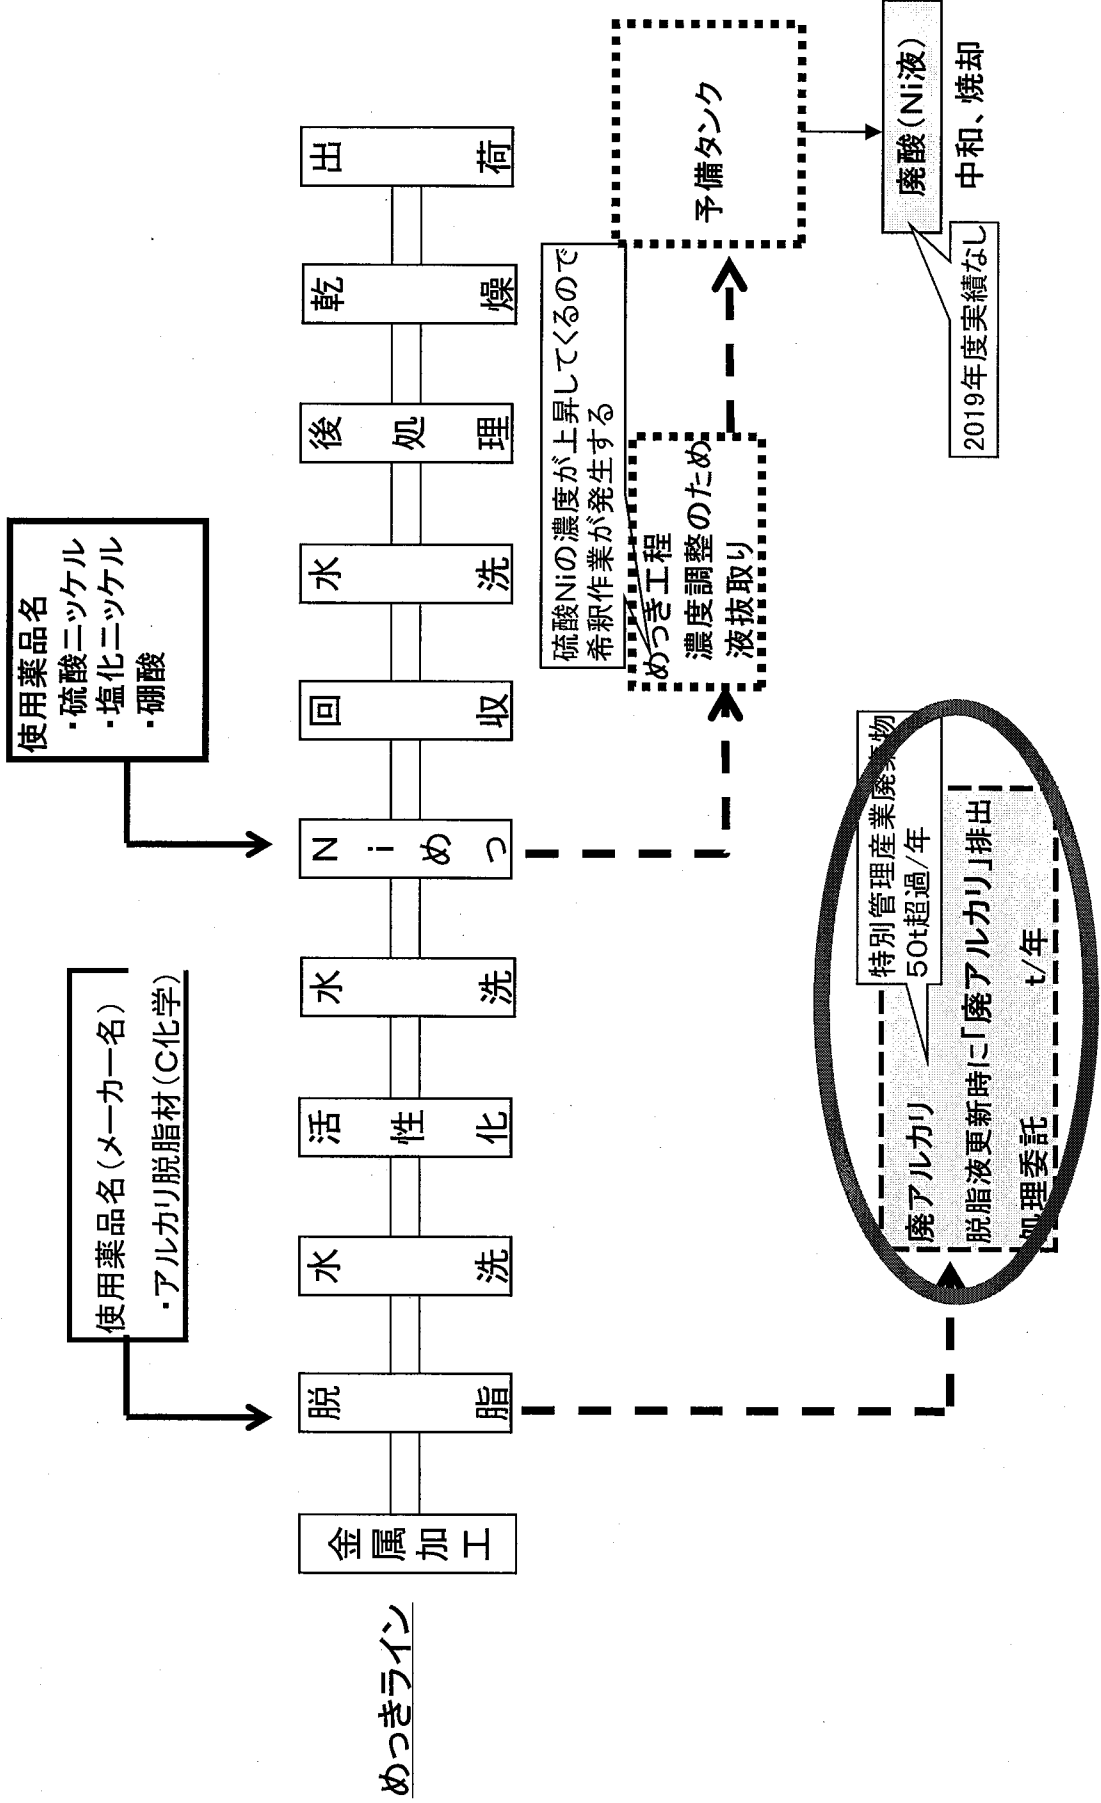 めっきライン
使用薬品名(メーカー名)
・アルカリ脱脂材(C化学)
使用薬品名
・硫酸ニッケル
・塩化ニッケル
・硼酸
金属加工
脱脂
水洗
活性化
水洗
Niめっ
回収
水洗
後処理
乾燥
出荷
硫酸Niの濃度が上昇してくるので
希釈作業が発生する
めっき工程
濃度調整のため
液抜取り
予備タンク
廃酸(Ni液)
中和、焼却
2019年度実績なし
特別管理産業廃棄物
50t超過/年
廃アルカリ
脱脂液更新時に「廃アルカリ」排出
処理委託 t/年